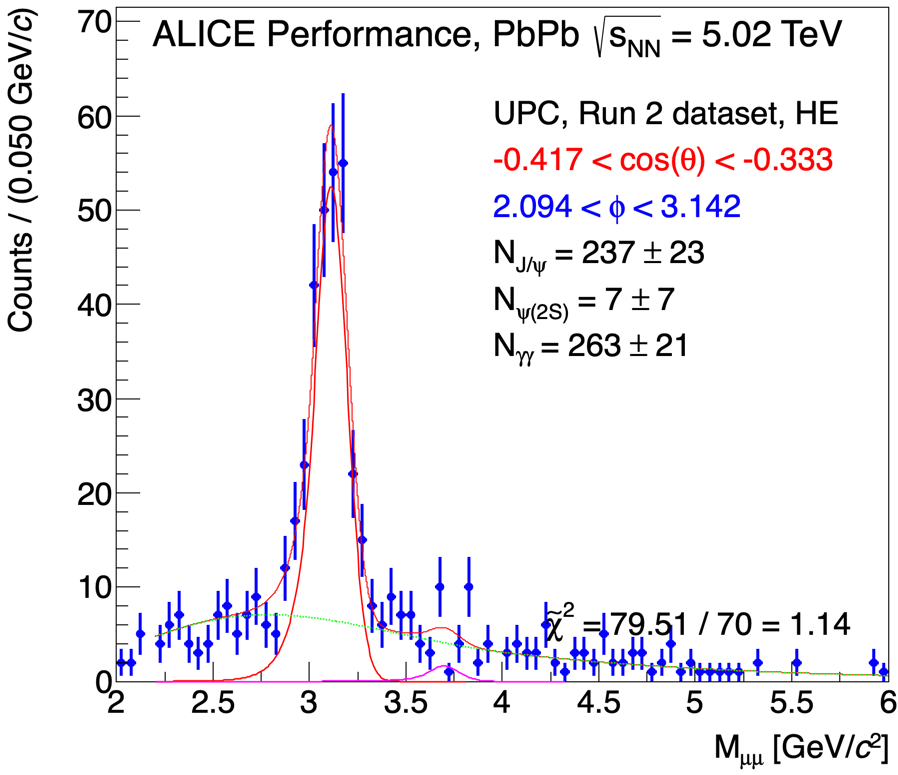 ALICE Performance, PbPb √sNN = 5.02 TeV
UPC, Run 2 dataset, HE
-0.417 < cos(θ) < -0.333
2.094 < ϕ < 3.142
NJ/ψ = 237 ± 23
Nψ(2S) = 7 ± 7
Nγγ = 263 ± 21
χ̃² = 79.51 / 70 = 1.14
Counts / (0.050 GeV/c)
70
60
50
40
30
20
10
0
2 2.5 3 3.5 4 4.5 5 5.5 6
Mμμ [GeV/c²]